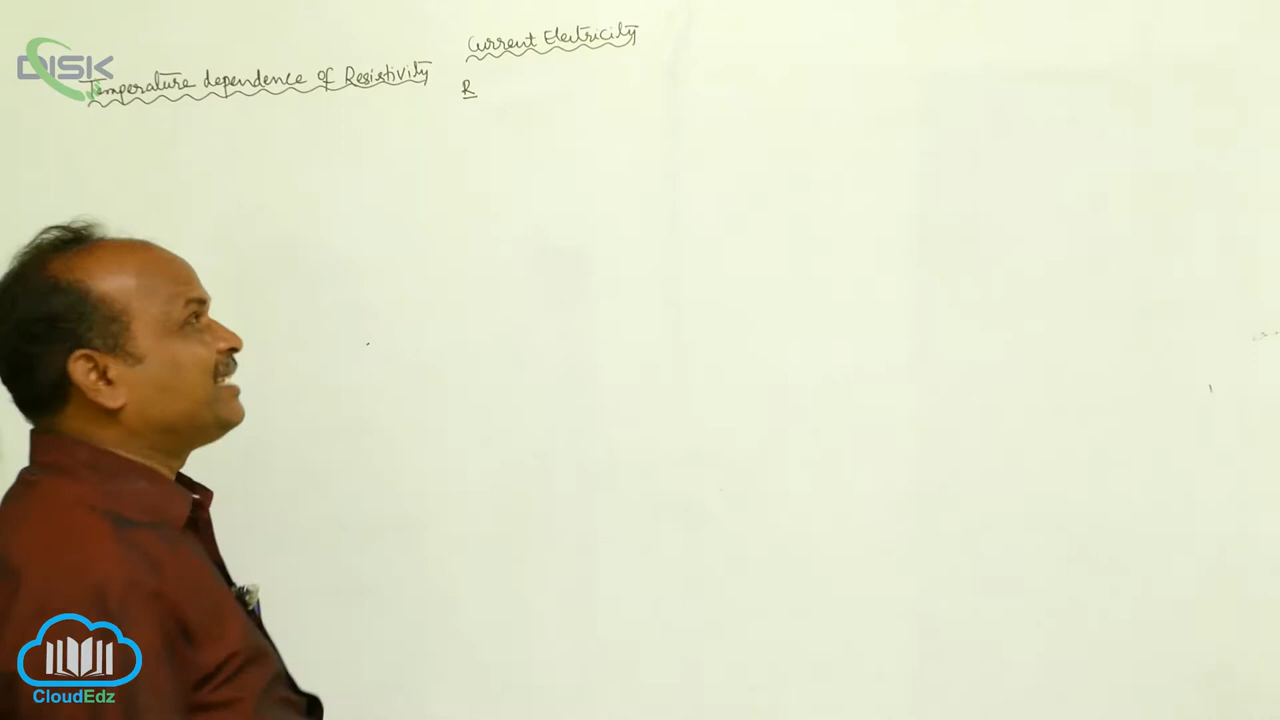 Current Electricity
DISK
Temperature dependence of Resistivity
R
CloudEdz